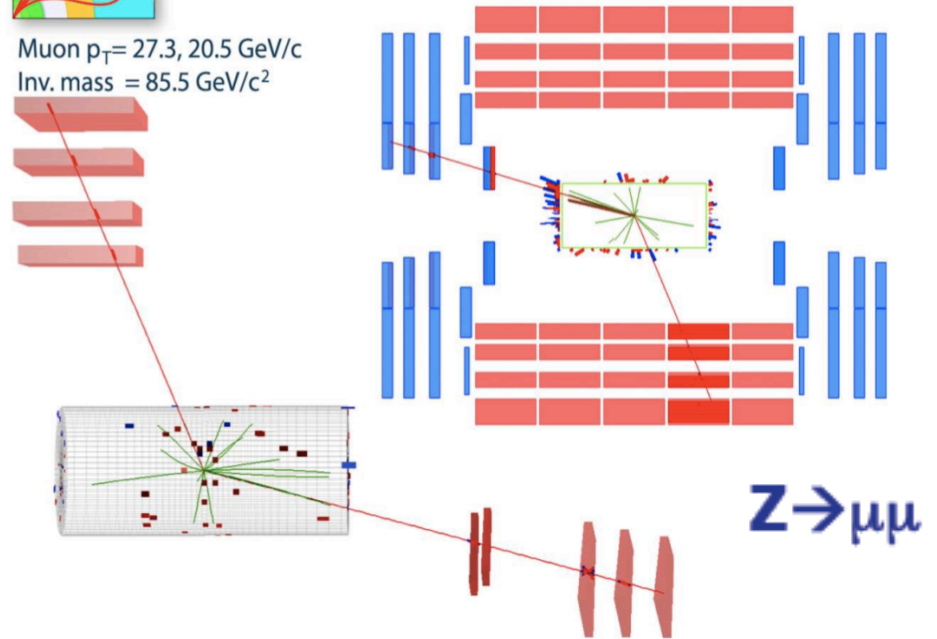 Muon p_T= 27.3, 20.5 GeV/c
Inv. mass = 85.5 GeV/c²
Z→μμ